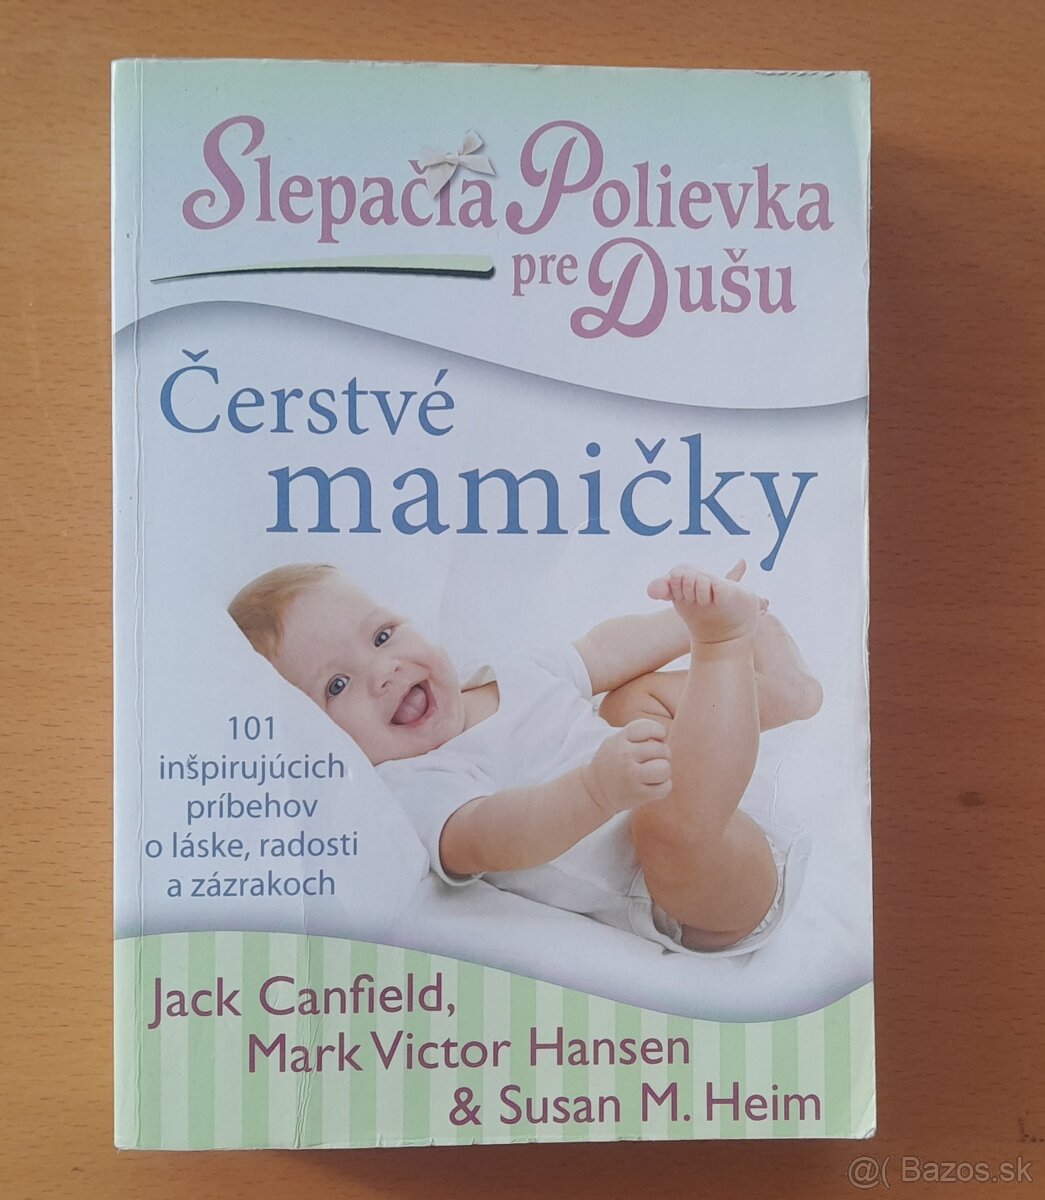 Slepačia Polievka
pre Dušu
Čerstvé
mamičky
101
inšpirujúcich
príbehov
o láske, radosti
a zázrakoch
Jack Canfield,
Mark Victor Hansen
& Susan M. Heim
@( Bazos.sk